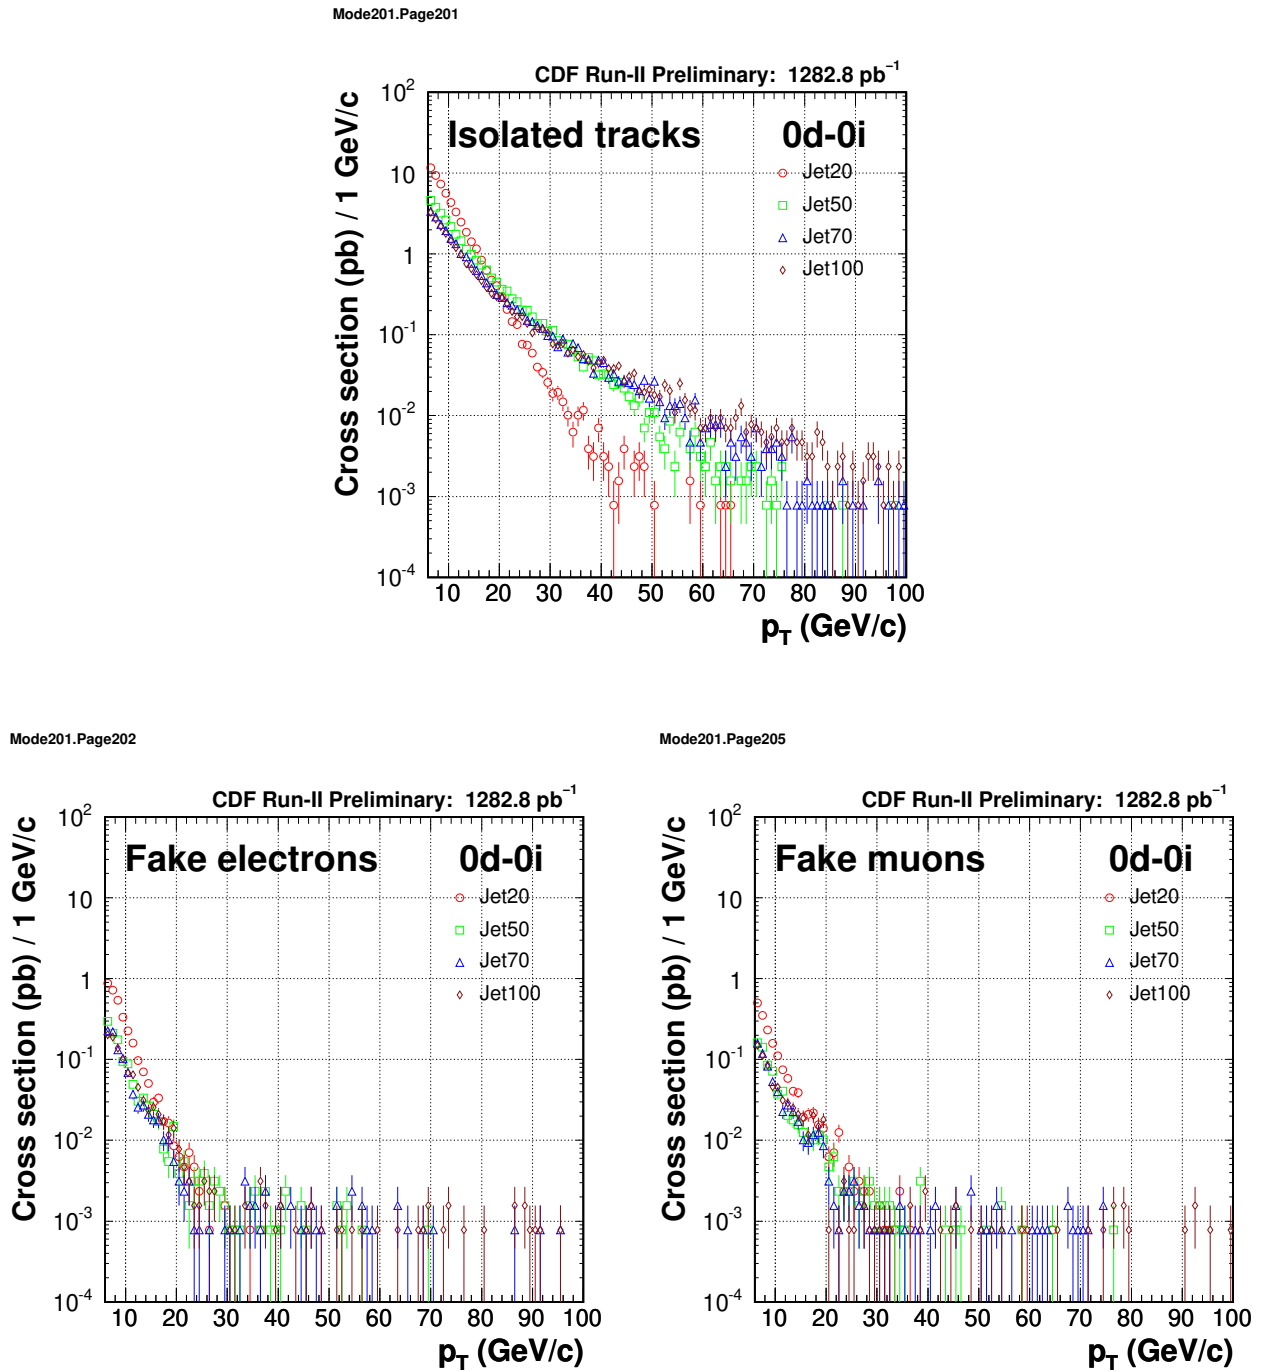 Mode201.Page201
CDF Run-II Preliminary: 1282.8 pb⁻¹
Cross section (pb) / 1 GeV/c
10²
10
1
10⁻¹
10⁻²
10⁻³
10⁻⁴
Isolated tracks 0d-0i
Jet20
Jet50
Jet70
Jet100
10 20 30 40 50 60 70 80 90 100
p_T (GeV/c)
Mode201.Page202
CDF Run-II Preliminary: 1282.8 pb⁻¹
Cross section (pb) / 1 GeV/c
10²
10
1
10⁻¹
10⁻²
10⁻³
10⁻⁴
Fake electrons 0d-0i
Jet20
Jet50
Jet70
Jet100
10 20 30 40 50 60 70 80 90 100
p_T (GeV/c)
Mode201.Page205
CDF Run-II Preliminary: 1282.8 pb⁻¹
Cross section (pb) / 1 GeV/c
10²
10
1
10⁻¹
10⁻²
10⁻³
10⁻⁴
Fake muons 0d-0i
Jet20
Jet50
Jet70
Jet100
10 20 30 40 50 60 70 80 90 100
p_T (GeV/c)